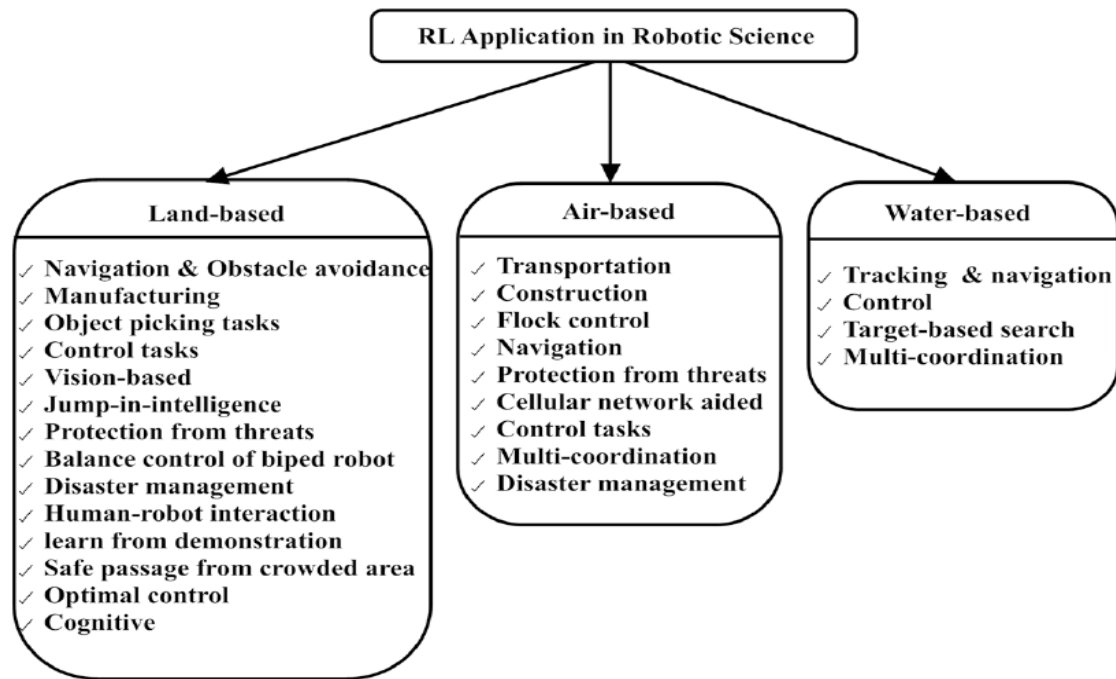 RL Application in Robotic Science
Land-based
✓ Navigation & Obstacle avoidance
✓ Manufacturing
✓ Object picking tasks
✓ Control tasks
✓ Vision-based
✓ Jump-in-intelligence
✓ Protection from threats
✓ Balance control of biped robot
✓ Disaster management
✓ Human-robot interaction
✓ learn from demonstration
✓ Safe passage from crowded area
✓ Optimal control
✓ Cognitive
Air-based
✓ Transportation
✓ Construction
✓ Flock control
✓ Navigation
✓ Protection from threats
✓ Cellular network aided
✓ Control tasks
✓ Multi-coordination
✓ Disaster management
Water-based
✓ Tracking & navigation
✓ Control
✓ Target-based search
✓ Multi-coordination